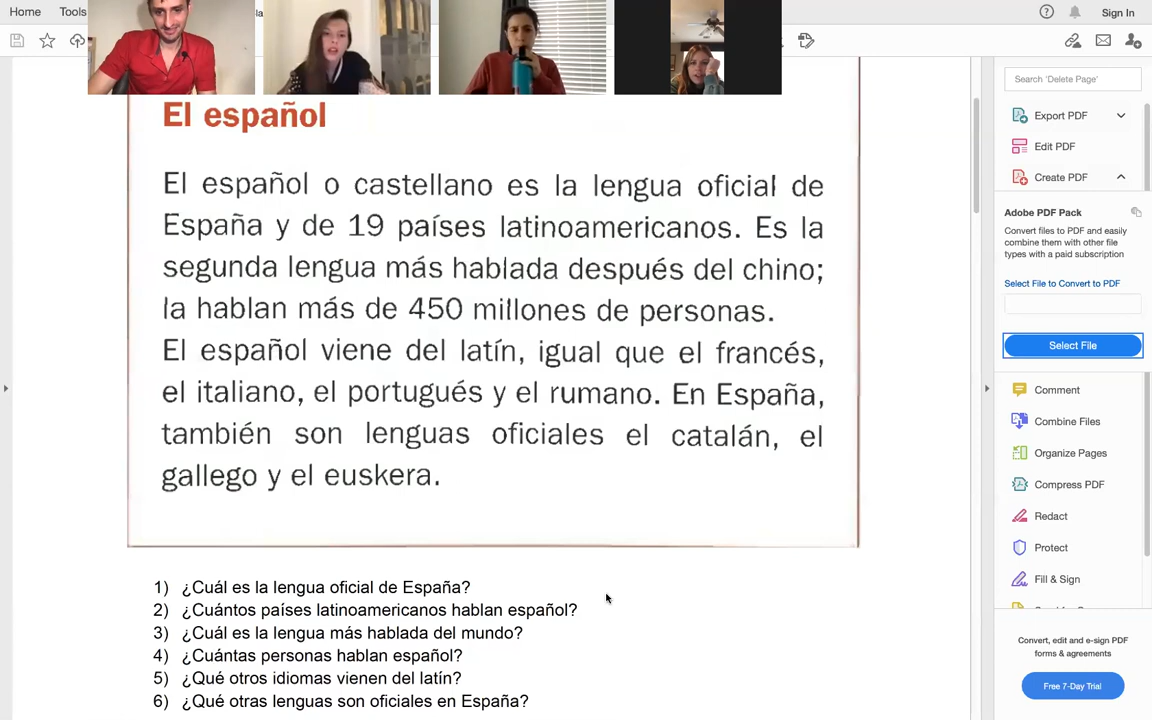 Home
Tools
Sign In
El español
El español o castellano es la lengua oficial de
España y de 19 países latinoamericanos. Es la
segunda lengua más hablada después del chino;
la hablan más de 450 millones de personas.
El español viene del latín, igual que el francés,
el italiano, el portugués y el rumano. En España,
también son lenguas oficiales el catalán, el
gallego y el euskera.
1) ¿Cuál es la lengua oficial de España?
2) ¿Cuántos países latinoamericanos hablan español?
3) ¿Cuál es la lengua más hablada del mundo?
4) ¿Cuántas personas hablan español?
5) ¿Qué otros idiomas vienen del latín?
6) ¿Qué otras lenguas son oficiales en España?
Search 'Delete Page'
Export PDF
Edit PDF
Create PDF
Adobe PDF Pack
Convert files to PDF and easily
combine them with other file
types with a paid subscription
Select File to Convert to PDF
Select File
Comment
Combine Files
Organize Pages
Compress PDF
Redact
Protect
Fill & Sign
Convert, edit and e-sign PDF
forms & agreements
Free 7-Day Trial